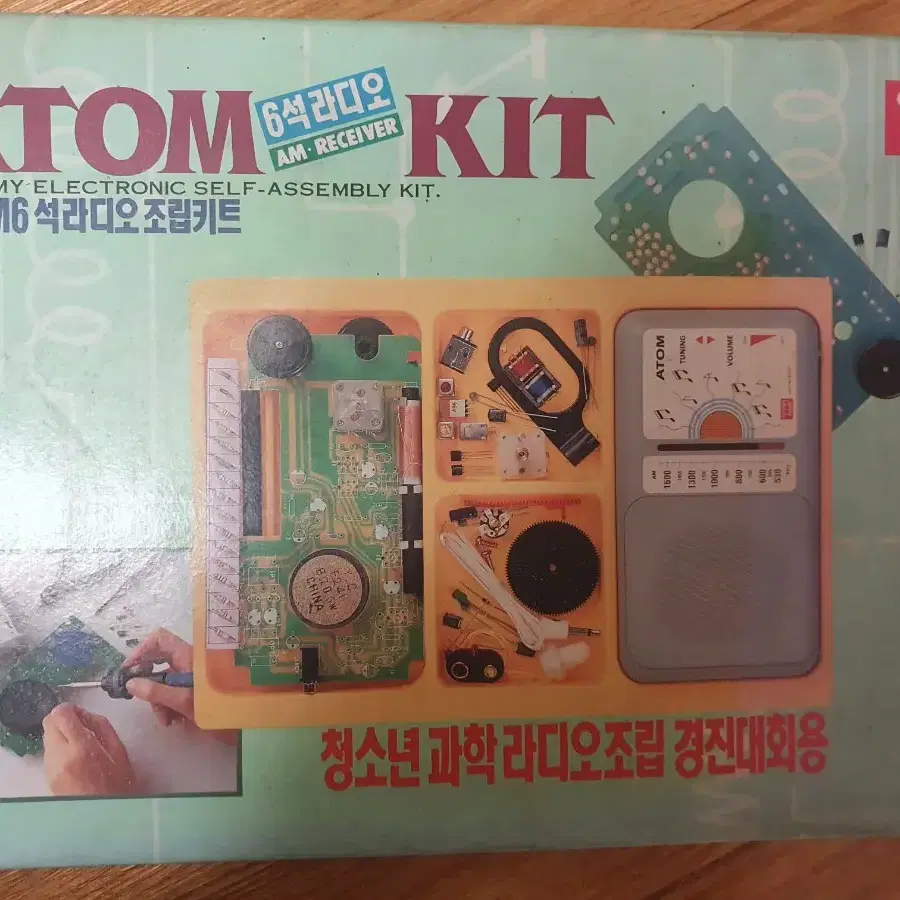 ATOM
6석 라디오
AM·RECEIVER
KIT
MY ELECTRONIC SELF-ASSEMBLY KIT.
M6 석 라디오 조립키트
ATOM
TUNING
VOLUME
AM
1600
1300
1000
800
600
530
CHINA
청소년 과학 라디오조립 경진대회용